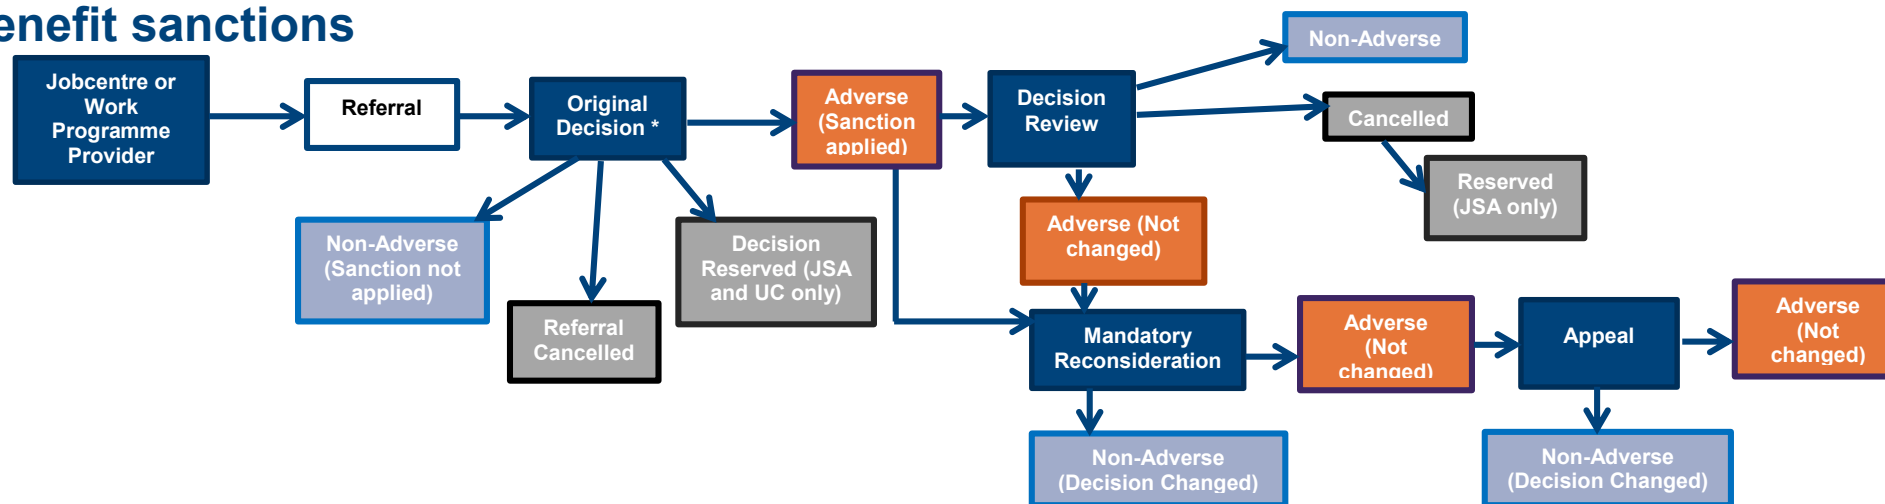 enefit sanctions
Jobcentre or
Work
Programme
Provider
Referral
Original
Decision *
Adverse
(Sanction
applied)
Decision
Review
Non-Adverse
Cancelled
Reserved
(JSA only)
Non-Adverse
(Sanction not
applied)
Referral
Cancelled
Decision
Reserved (JSA
and UC only)
Adverse (Not
changed)
Mandatory
Reconsideration
Adverse
(Not
changed)
Appeal
Adverse
(Not
changed)
Non-Adverse
(Decision Changed)
Non-Adverse
(Decision Changed)